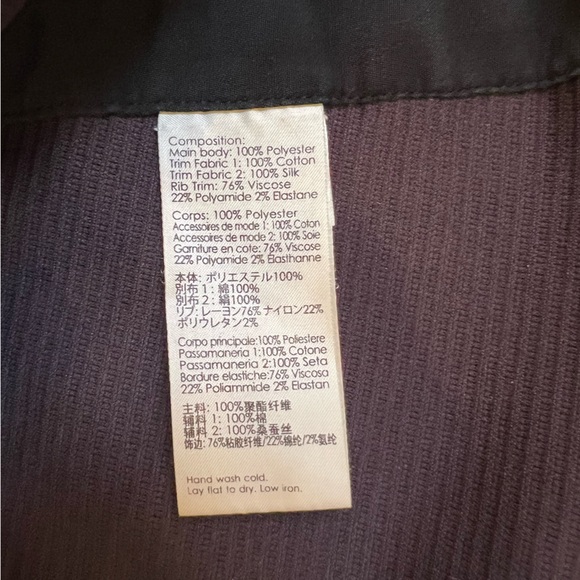 Composition:
Main body: 100% Polyester
Trim Fabric 1: 100% Cotton
Trim Fabric 2: 100% Silk
Rib Trim: 76% Viscose
22% Polyamide 2% Elastane
Corps: 100% Polyester
Accessoires de mode 1: 100% Coton
Accessoires de mode 2: 100% Soie
Garniture en cote: 76% Viscose
22% Polyamide 2% Elasthanne
本体: ポリエステル100%
別布 1 : 綿100%
別布 2 : 絹100%
リブ: レーヨン76% ナイロン22%
ポリウレタン2%
Corpo principale:100% Poliestere
Passamaneria 1:100% Cotone
Passamaneria 2:100% Seta
Bordure elastiche:76% Viscosa
22% Poliammide 2% Elastan
主料: 100%聚酯纤维
辅料 1: 100%棉
辅料 2: 100%桑蚕丝
饰边: 76%粘胶纤维/22%锦纶/2%氨纶
Hand wash cold.
Lay flat to dry. Low iron.